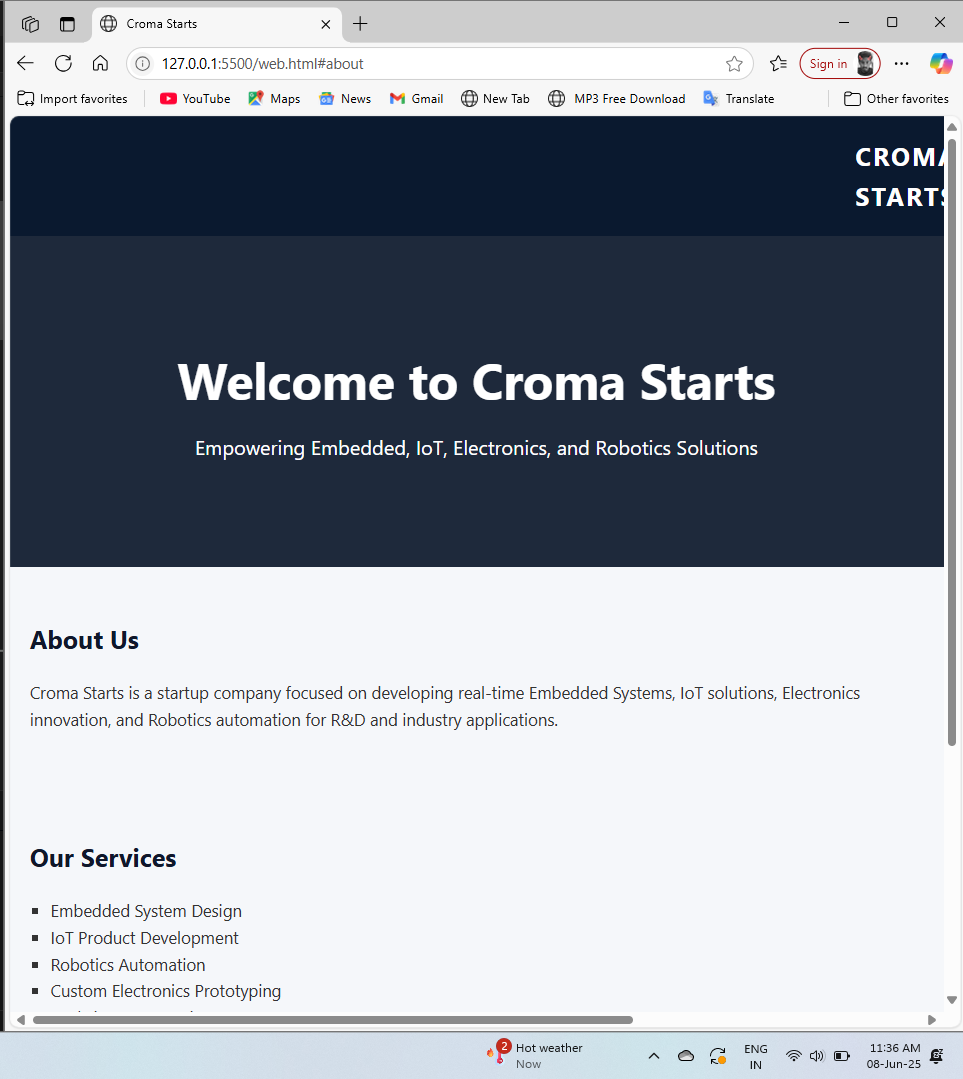 Croma Starts
127.0.0.1:5500/web.html#about
Sign in
Import favorites
YouTube
Maps
News
Gmail
New Tab
MP3 Free Download
Translate
Other favorites
CROMA
STARTS
Welcome to Croma Starts
Empowering Embedded, IoT, Electronics, and Robotics Solutions
About Us
Croma Starts is a startup company focused on developing real-time Embedded Systems, IoT solutions, Electronics
innovation, and Robotics automation for R&D and industry applications.
Our Services
Embedded System Design
IoT Product Development
Robotics Automation
Custom Electronics Prototyping
2
Hot weather
Now
ENG
IN
11:36 AM
08-Jun-25